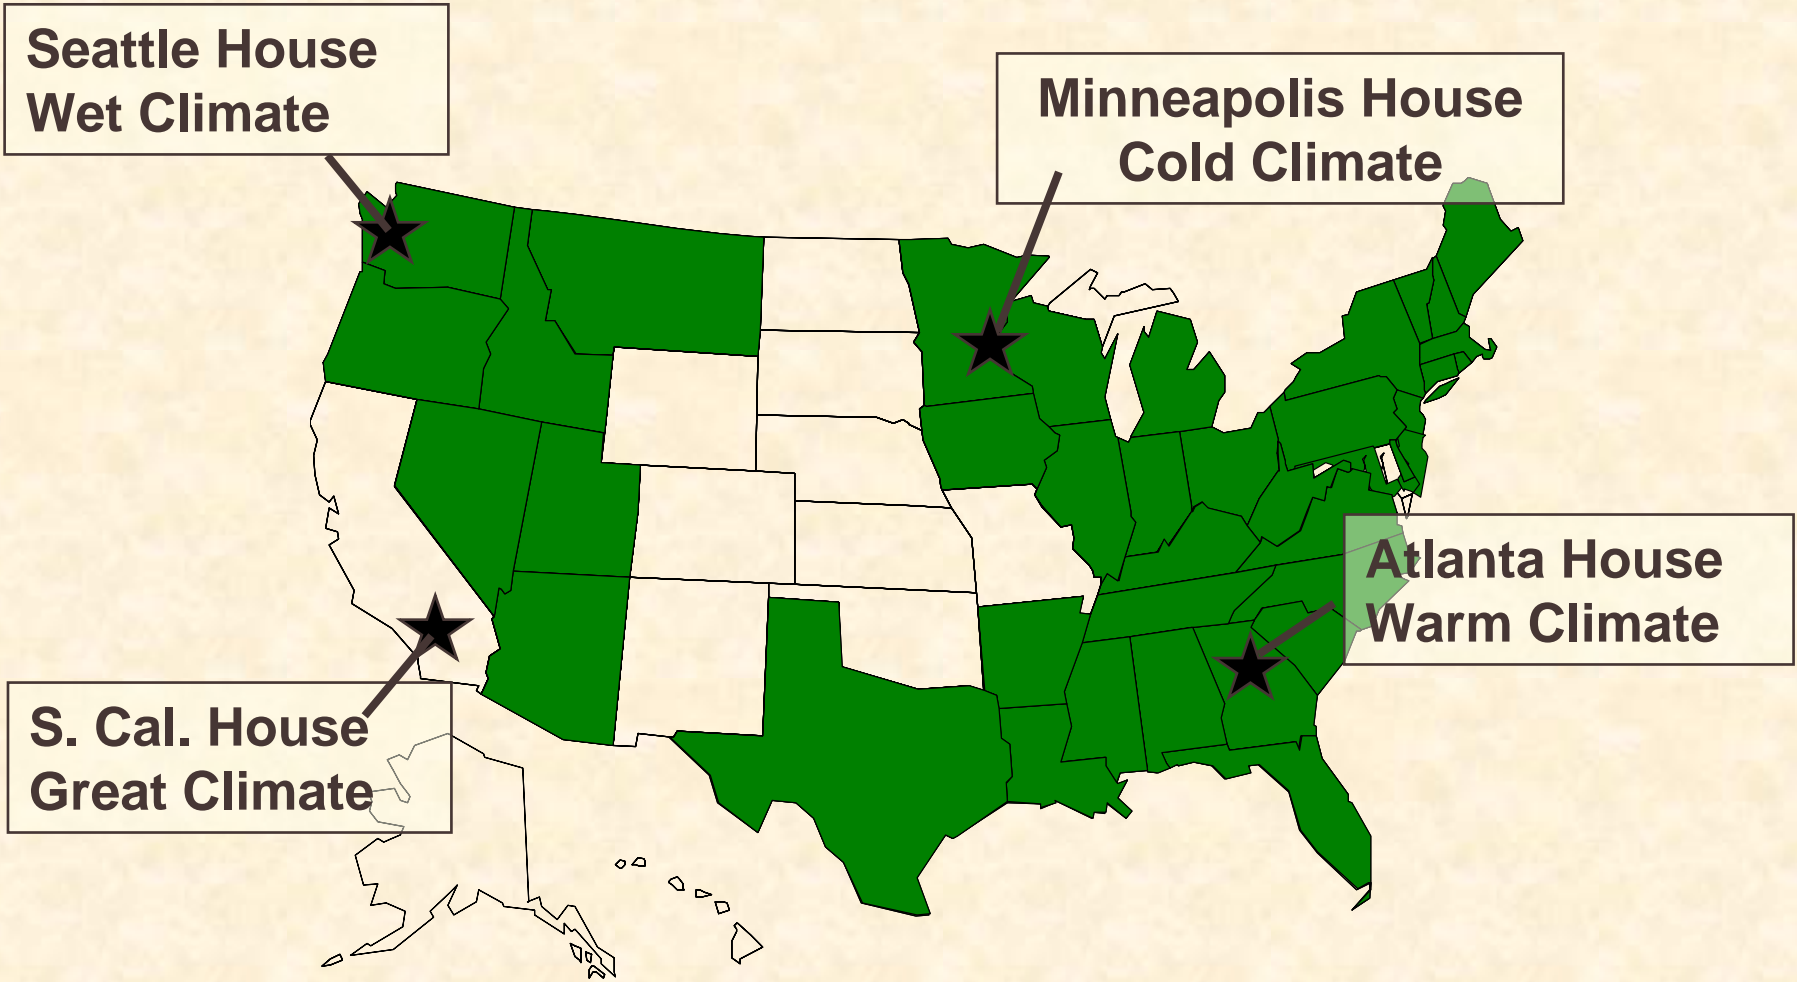 Seattle House
Wet Climate
Minneapolis House
Cold Climate
Atlanta House
Warm Climate
S. Cal. House
Great Climate